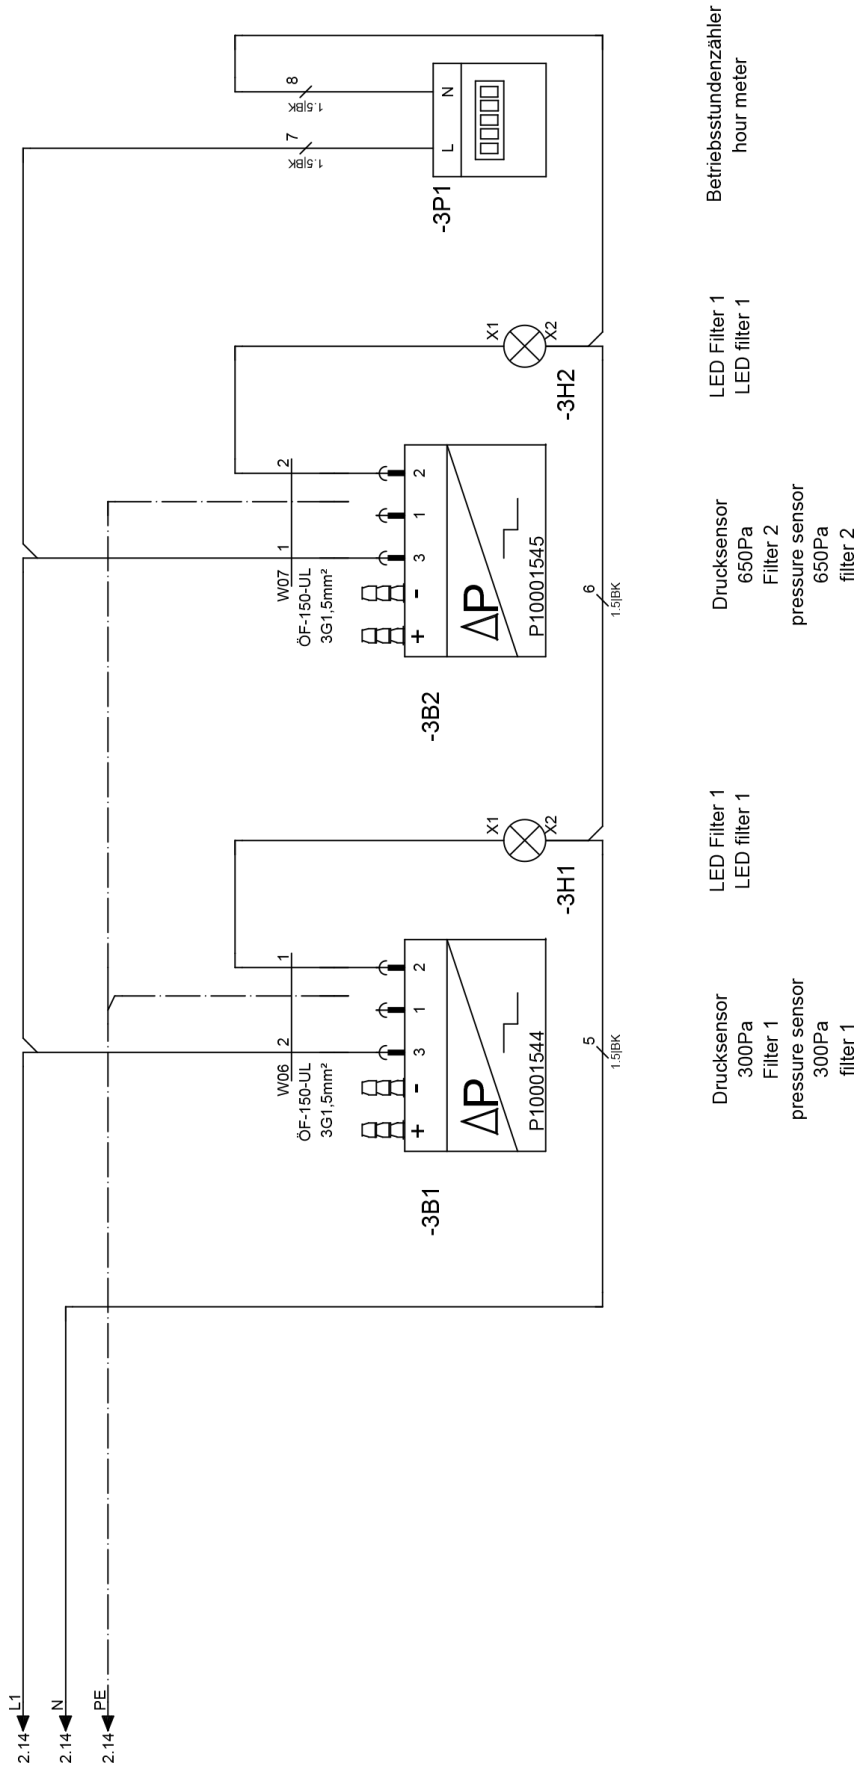 2.14 L1
2.14 N
2.14 PE
W06 2 1
ÖF-150-UL
3G1,5mm²
-3B1
+ - 3 1 2
ΔP
P10001544
X1
-3H1
X2
5
1.5|BK
W07 1 2
ÖF-150-UL
3G1,5mm²
-3B2
+ - 3 1 2
ΔP
P10001545
X1
-3H2
X2
6
1.5|BK
7
1.5|BK
8
1.5|BK
-3P1
L N
Drucksensor
300Pa
Filter 1
pressure sensor
300Pa
filter 1
LED Filter 1
LED filter 1
Drucksensor
650Pa
Filter 2
pressure sensor
650Pa
filter 2
LED Filter 1
LED filter 1
Betriebsstundenzähler
hour meter